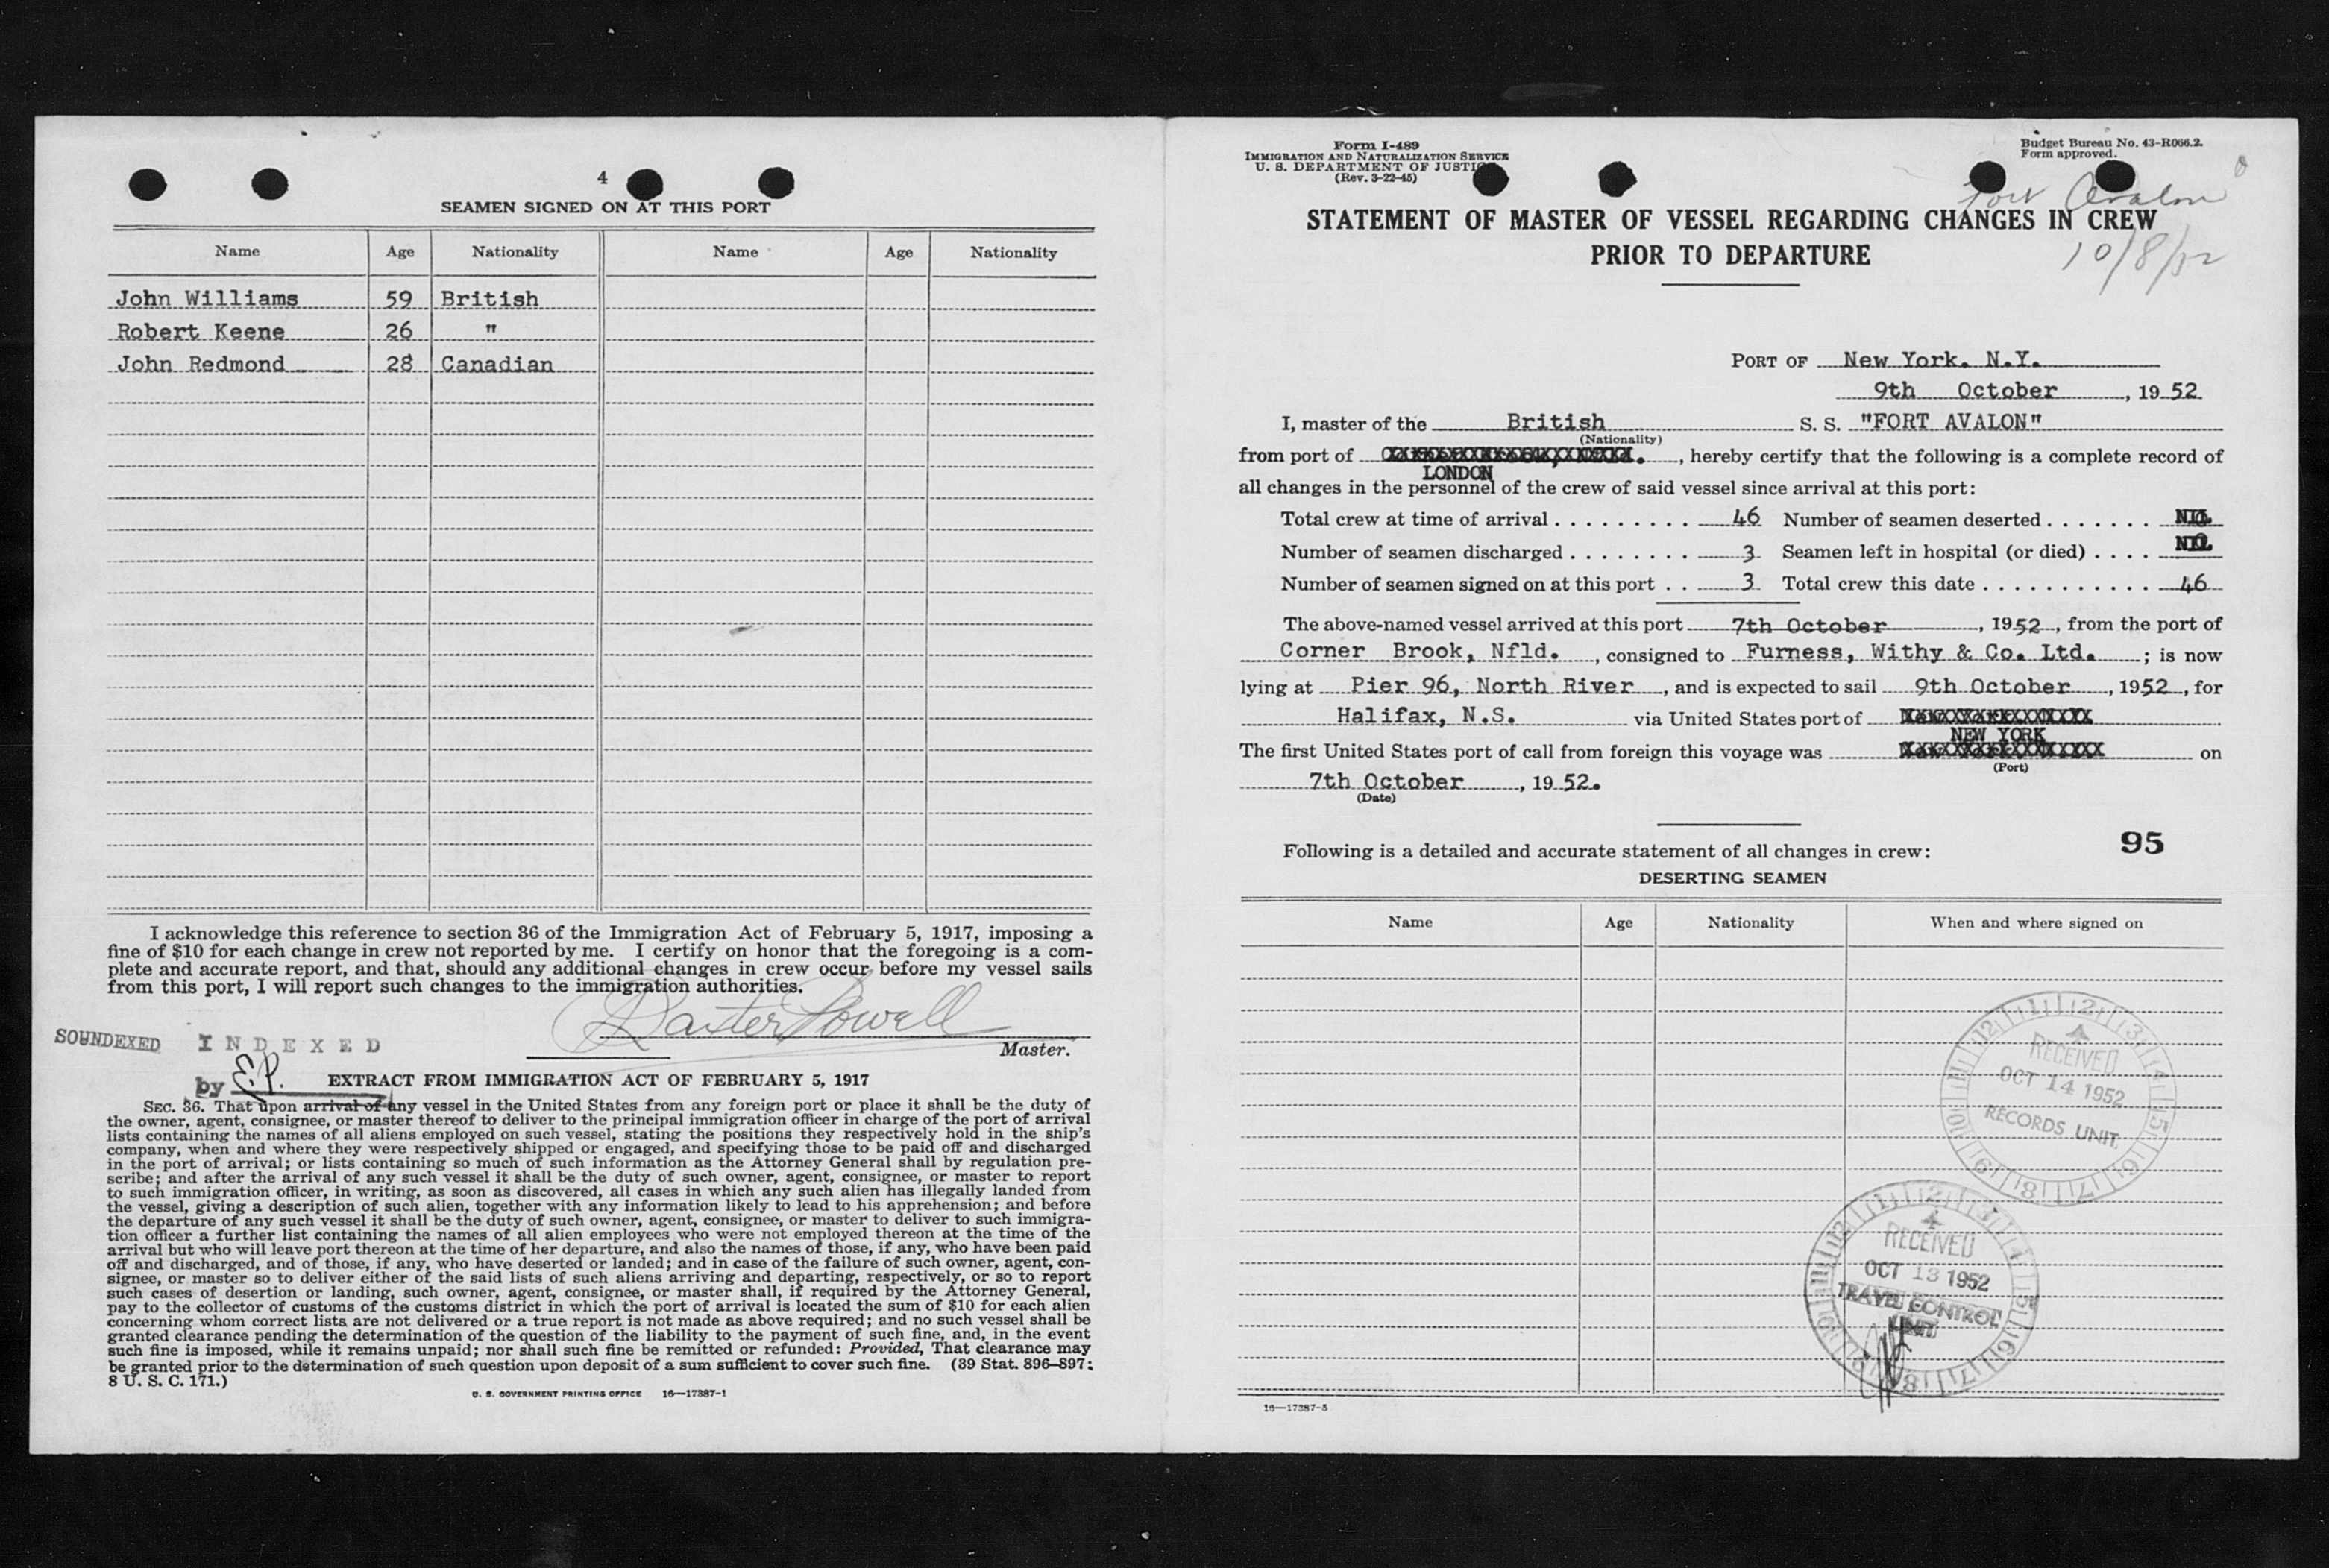 4
SEAMEN SIGNED ON AT THIS PORT
Name Age Nationality Name Age Nationality
John Williams 59 British
Robert Keene 26 "
John Redmond 28 Canadian
I acknowledge this reference to section 36 of the Immigration Act of February 5, 1917, imposing a
fine of $10 for each change in crew not reported by me. I certify on honor that the foregoing is a com-
plete and accurate report, and that, should any additional changes in crew occur before my vessel sails
from this port, I will report such changes to the immigration authorities.
Powell
SOUNDEXED INDEXED
Master.
by E.P.
EXTRACT FROM IMMIGRATION ACT OF FEBRUARY 5, 1917
SEC. 36. That upon arrival of any vessel in the United States from any foreign port or place it shall be the duty of
the owner, agent, consignee, or master thereof to deliver to the principal immigration officer in charge of the port of arrival
lists containing the names of all aliens employed on such vessel, stating the positions they respectively hold in the ship's
company, when and where they were respectively shipped or engaged, and specifying those to be paid off and discharged
in the port of arrival; or lists containing so much of such information as the Attorney General shall by regulation pre-
scribe; and after the arrival of any such vessel it shall be the duty of such owner, agent, consignee, or master to report
to such immigration officer, in writing, as soon as discovered, all cases in which any such alien has illegally landed from
the vessel, giving a description of such alien, together with any information likely to lead to his apprehension; and before
the departure of any such vessel it shall be the duty of such owner, agent, consignee, or master to deliver to such immigra-
tion officer a further list containing the names of all alien employees who were not employed thereon at the time of the
arrival but who will leave port thereon at the time of her departure, and also the names of those, if any, who have been paid
off and discharged, and of those, if any, who have deserted or landed; and in case of the failure of such owner, agent, con-
signee, or master so to deliver either of the said lists of such aliens arriving and departing, respectively, or so to report
such cases of desertion or landing, such owner, agent, consignee, or master shall, if required by the Attorney General,
pay to the collector of customs of the customs district in which the port of arrival is located the sum of $10 for each alien
concerning whom correct lists are not delivered or a true report is not made as above required; and no such vessel shall be
granted clearance pending the determination of the question of the liability to the payment of such fine, and, in the event
such fine is imposed, while it remains unpaid; nor shall such fine be remitted or refunded: Provided, That clearance may
be granted prior to the determination of such question upon deposit of a sum sufficient to cover such fine. (39 Stat. 896–897;
8 U. S. C. 171.)
U. S. GOVERNMENT PRINTING OFFICE 16—17387-1
Form I-489
IMMIGRATION AND NATURALIZATION SERVICE
U. S. DEPARTMENT OF JUSTICE
(Rev. 3-22-45)
Budget Bureau No. 43-R066.2.
Form approved.
Fort Avalon
STATEMENT OF MASTER OF VESSEL REGARDING CHANGES IN CREW
PRIOR TO DEPARTURE
10/8/52
PORT OF New York. N.Y.
9th October, 19 52
I, master of the British S. S. "FORT AVALON"
(Nationality)
from port of , hereby certify that the following is a complete record of
LONDON
all changes in the personnel of the crew of said vessel since arrival at this port:
Total crew at time of arrival . . . . . . . . . 46 Number of seamen deserted . . . . . . . NIL
Number of seamen discharged . . . . . . . . 3 Seamen left in hospital (or died) . . . . NIL
Number of seamen signed on at this port . . 3 Total crew this date . . . . . . . . . . . 46
The above-named vessel arrived at this port 7th October, 1952, from the port of
Corner Brook, Nfld., consigned to Furness, Withy & Co. Ltd.; is now
lying at Pier 96, North River, and is expected to sail 9th October, 1952, for
Halifax, N.S. via United States port of
NEW YORK
The first United States port of call from foreign this voyage was on
(Port)
7th October, 19 52.
(Date)
95
Following is a detailed and accurate statement of all changes in crew:
DESERTING SEAMEN
Name Age Nationality When and where signed on
12 1 2 3 4 5 6 7 8 9 10 11
RECEIVED
OCT 14 1952
RECORDS UNIT
12 1 2 3 4 5 6 7 8 9 10 11
RECEIVED
OCT 13 1952
TRAVEL CONTROL
UNIT
16—17387-5